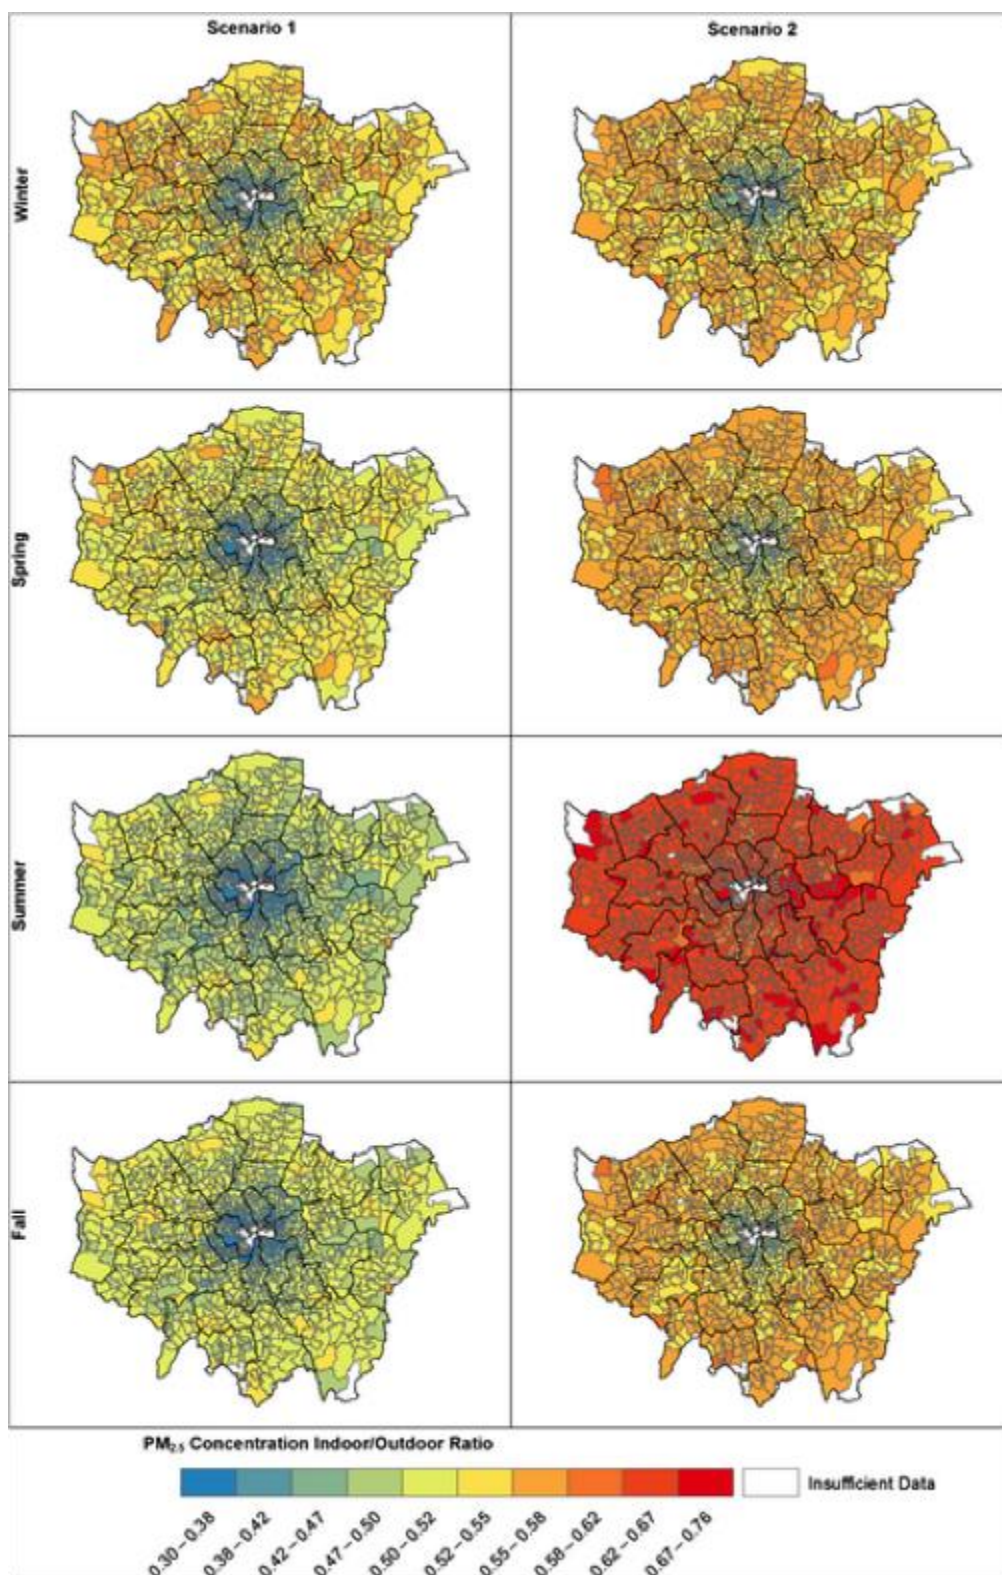 Scenario 1
Scenario 2
Winter
Spring
Summer
Fall
PM2.5 Concentration Indoor/Outdoor Ratio
Insufficient Data
0.30 – 0.38
0.38 – 0.42
0.42 – 0.47
0.47 – 0.50
0.50 – 0.52
0.52 – 0.55
0.55 – 0.58
0.58 – 0.62
0.62 – 0.67
0.67 – 0.76